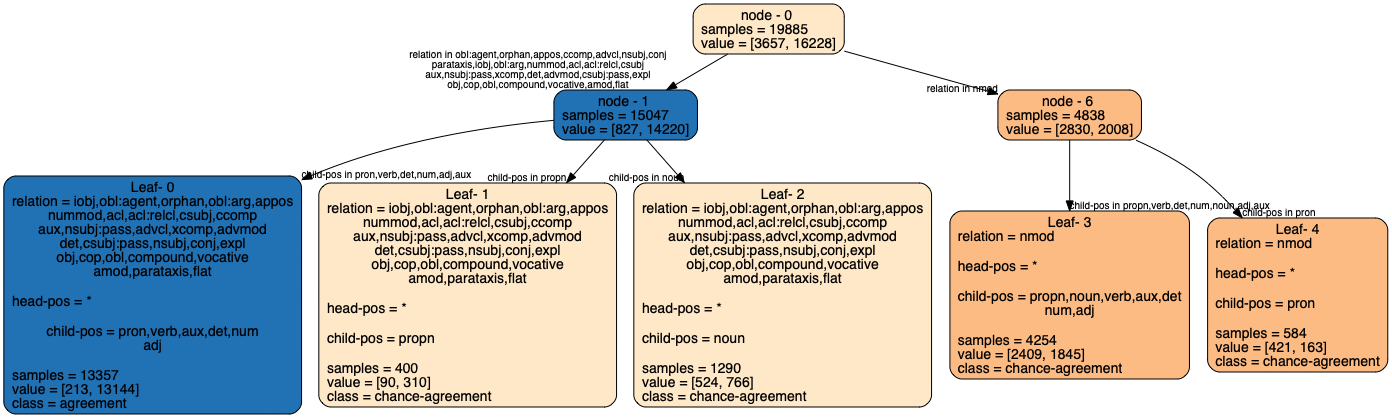 node - 0
samples = 19885
value = [3657, 16228]
relation in obl:agent,orphan,appos,ccomp,advcl,nsubj,conj
parataxis,iobj,obl:arg,nummod,acl,acl:relcl,csubj
aux,nsubj:pass,xcomp,det,advmod,csubj:pass,expl
obj,cop,obl,compound,vocative,amod,flat
relation in nmod
node - 1
samples = 15047
value = [827, 14220]
node - 6
samples = 4838
value = [2830, 2008]
child-pos in pron,verb,det,num,adj,aux
child-pos in propn
child-pos in noun
child-pos in propn,verb,det,num,noun,adj,aux
child-pos in pron
Leaf- 0
relation = iobj,obl:agent,orphan,obl:arg,appos
nummod,acl,acl:relcl,csubj,ccomp
aux,nsubj:pass,advcl,xcomp,advmod
det,csubj:pass,nsubj,conj,expl
obj,cop,obl,compound,vocative
amod,parataxis,flat
head-pos = *
child-pos = pron,verb,aux,det,num
adj
samples = 13357
value = [213, 13144]
class = agreement
Leaf- 1
relation = iobj,obl:agent,orphan,obl:arg,appos
nummod,acl,acl:relcl,csubj,ccomp
aux,nsubj:pass,advcl,xcomp,advmod
det,csubj:pass,nsubj,conj,expl
obj,cop,obl,compound,vocative
amod,parataxis,flat
head-pos = *
child-pos = propn
samples = 400
value = [90, 310]
class = chance-agreement
Leaf- 2
relation = iobj,obl:agent,orphan,obl:arg,appos
nummod,acl,acl:relcl,csubj,ccomp
aux,nsubj:pass,advcl,xcomp,advmod
det,csubj:pass,nsubj,conj,expl
obj,cop,obl,compound,vocative
amod,parataxis,flat
head-pos = *
child-pos = noun
samples = 1290
value = [524, 766]
class = chance-agreement
Leaf- 3
relation = nmod
head-pos = *
child-pos = propn,noun,verb,aux,det
num,adj
samples = 4254
value = [2409, 1845]
class = chance-agreement
Leaf- 4
relation = nmod
head-pos = *
child-pos = pron
samples = 584
value = [421, 163]
class = chance-agreement